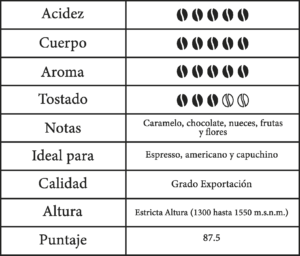 Acidez
Cuerpo
Aroma
Tostado
Notas
Caramelo, chocolate, nueces, frutas
y flores
Ideal para
Espresso, americano y capuchino
Calidad
Grado Exportación
Altura
Estricta Altura (1300 hasta 1550 m.s.n.m.)
Puntaje
87.5